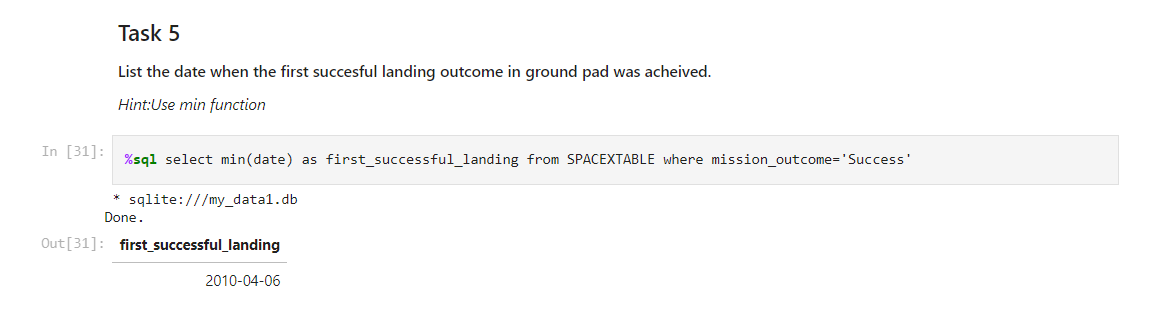 Task 5
List the date when the first succesful landing outcome in ground pad was acheived.
Hint:Use min function
In [31]: %sql select min(date) as first_successful_landing from SPACEXTABLE where mission_outcome='Success'
* sqlite:///my_data1.db
Done.
Out[31]: first_successful_landing
2010-04-06